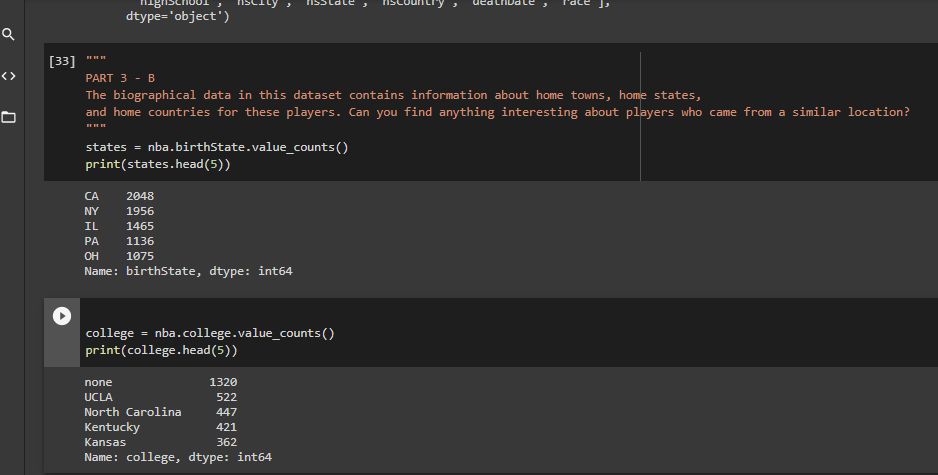 highSchool', 'hsCity', 'hsState', 'hsCountry', 'deathDate', 'race'],
dtype='object')
[33] """
PART 3 - B
The biographical data in this dataset contains information about home towns, home states,
and home countries for these players. Can you find anything interesting about players who came from a similar location?
"""
states = nba.birthState.value_counts()
print(states.head(5))
CA 2048
NY 1956
IL 1465
PA 1136
OH 1075
Name: birthState, dtype: int64
college = nba.college.value_counts()
print(college.head(5))
none 1320
UCLA 522
North Carolina 447
Kentucky 421
Kansas 362
Name: college, dtype: int64